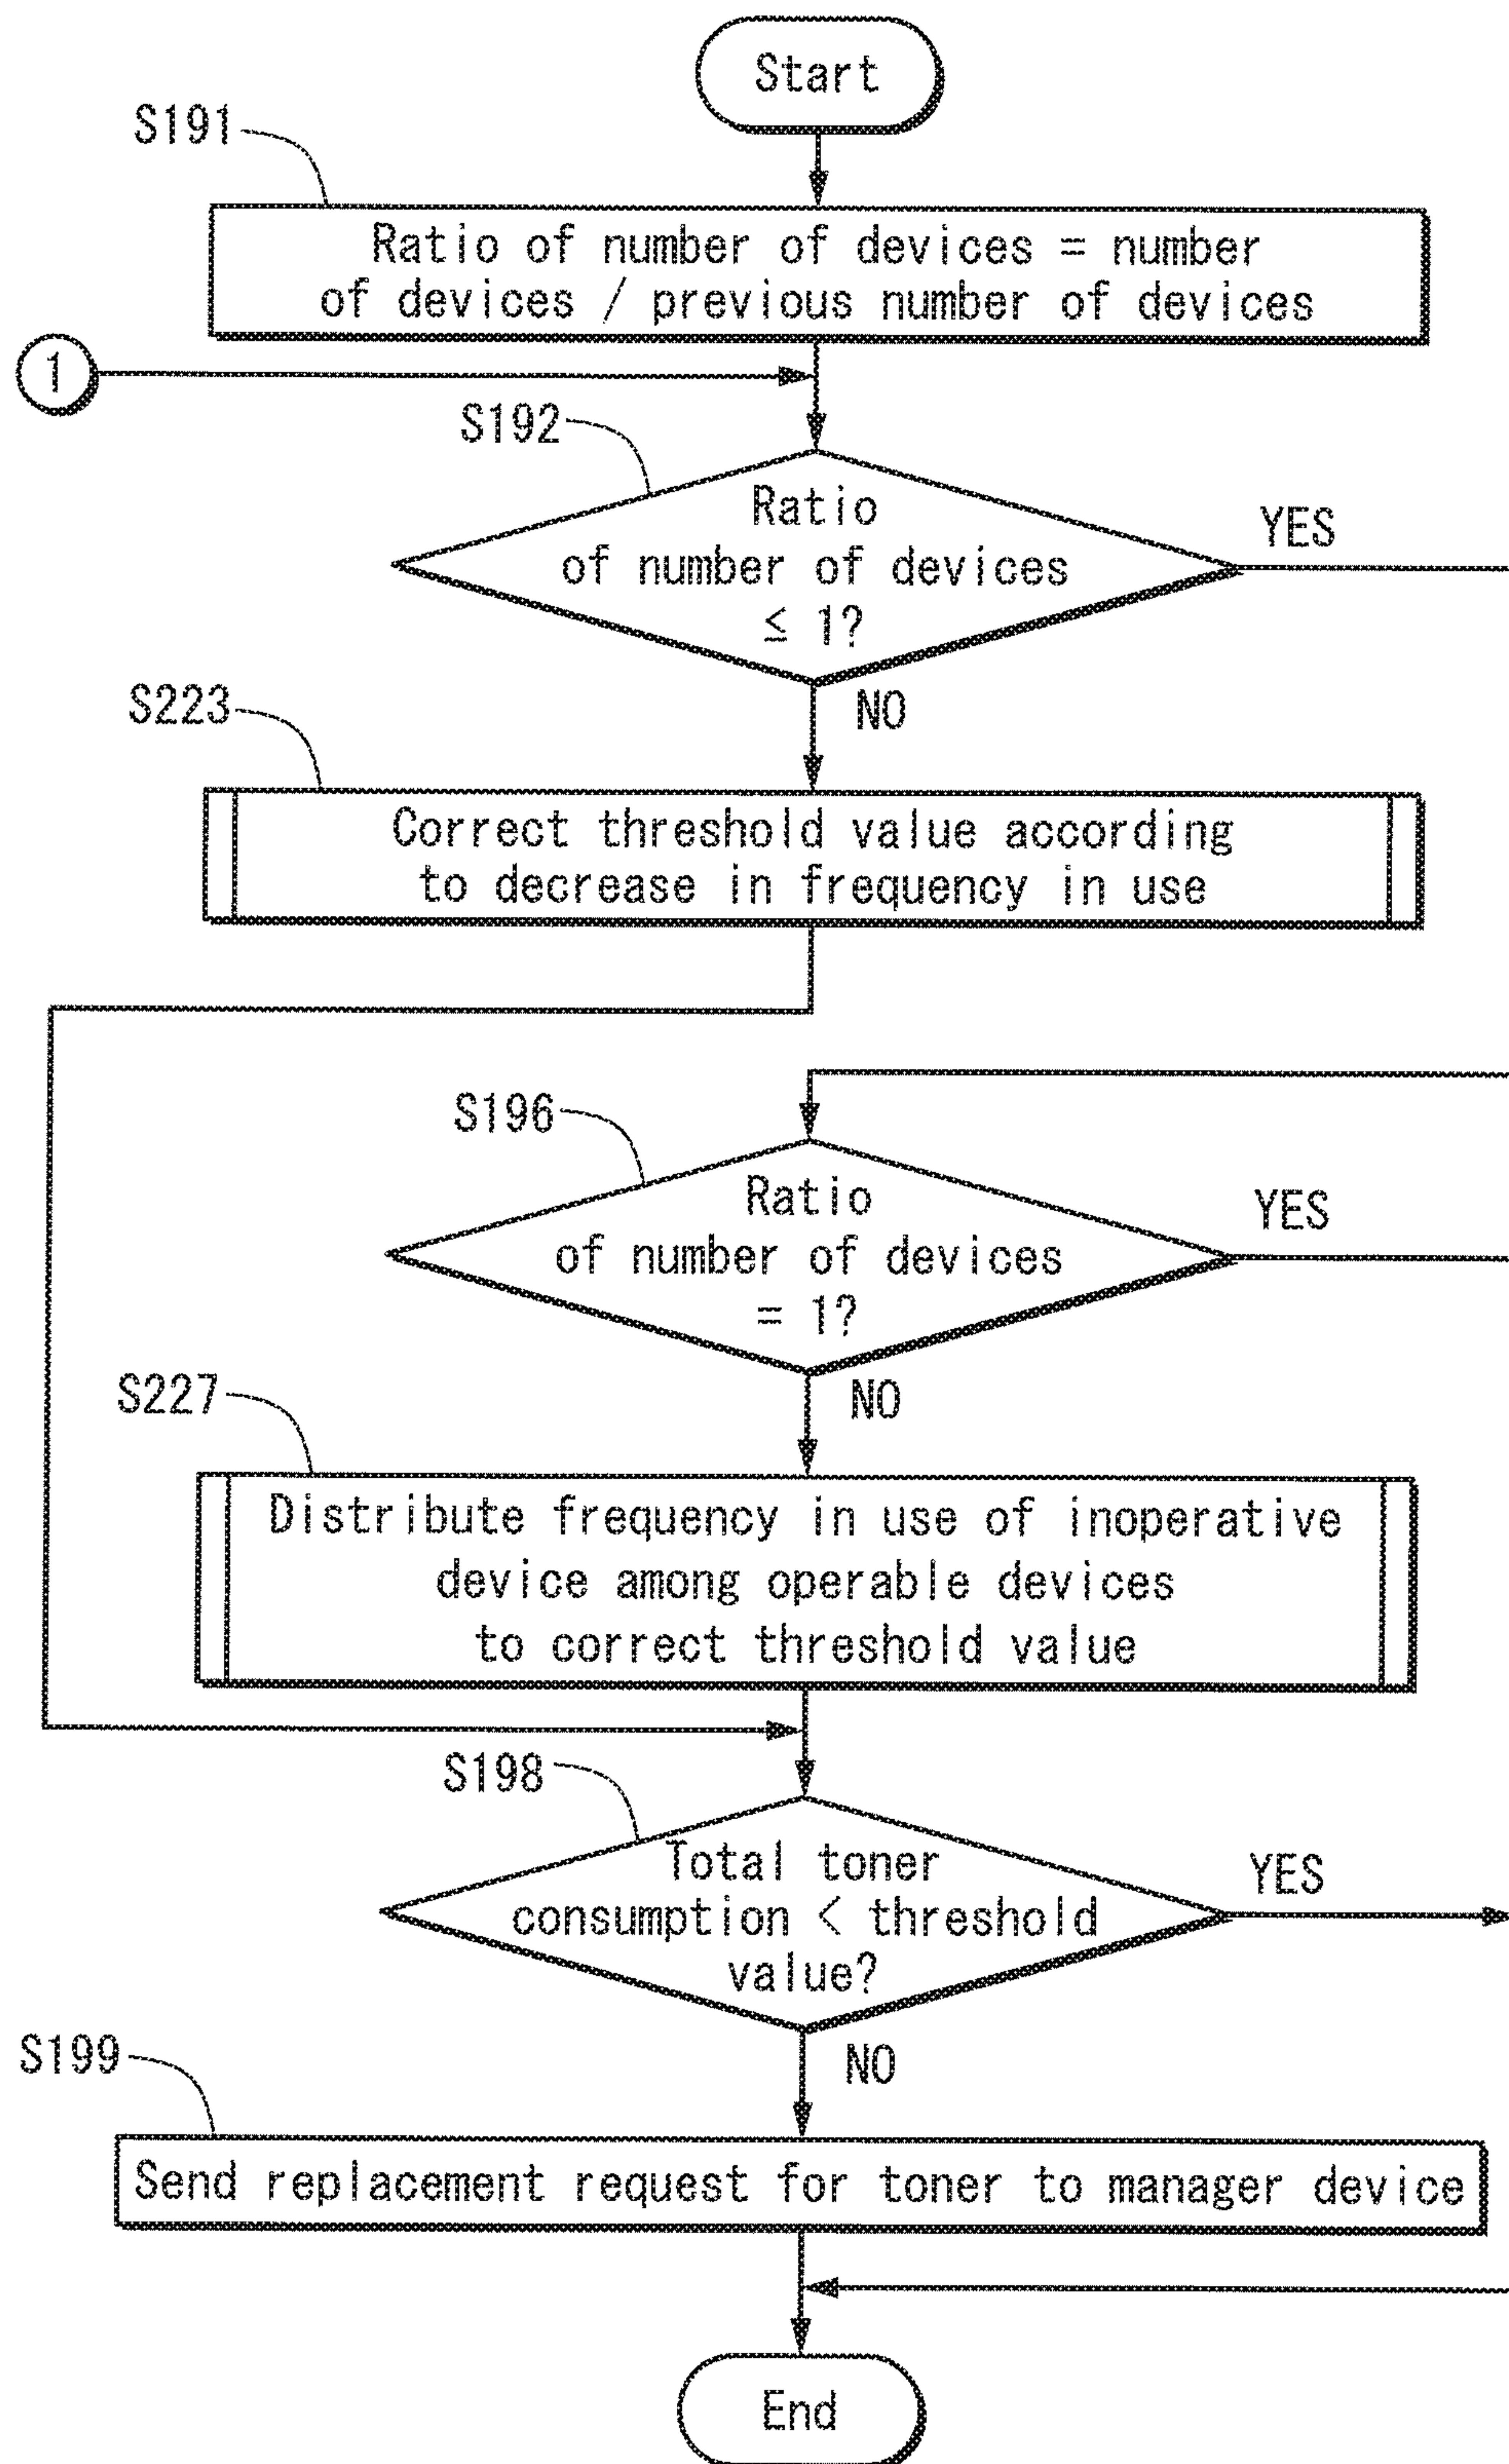 Start
S191
Ratio of number of devices = number
of devices / previous number of devices
1
S192
Ratio
of number of devices
≤ 1?
YES
NO
S223
Correct threshold value according
to decrease in frequency in use
S196
Ratio
of number of devices
= 1?
YES
NO
S227
Distribute frequency in use of inoperative
device among operable devices
to correct threshold value
S198
Total toner
consumption < threshold
value?
YES
NO
S199
Send replacement request for toner to manager device
End